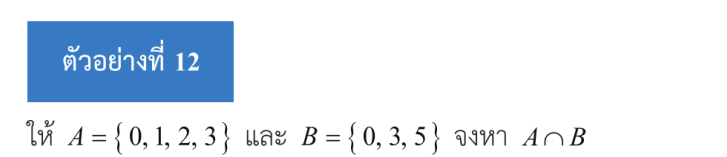 ตัวอย่างที่ 12
ให้ A = { 0, 1, 2, 3 } และ B = { 0, 3, 5 } จงหา A ∩ B